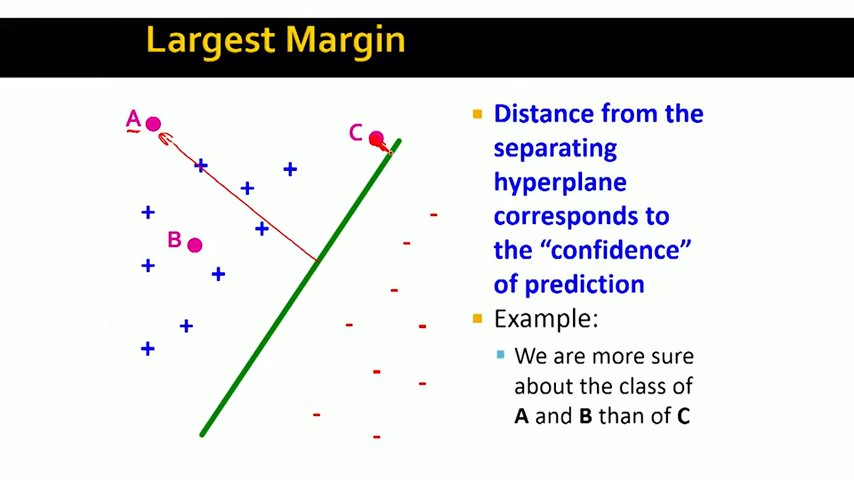 Largest Margin
A
C
B
Distance from the
separating
hyperplane
corresponds to
the “confidence”
of prediction
Example:
We are more sure
about the class of
A and B than of C